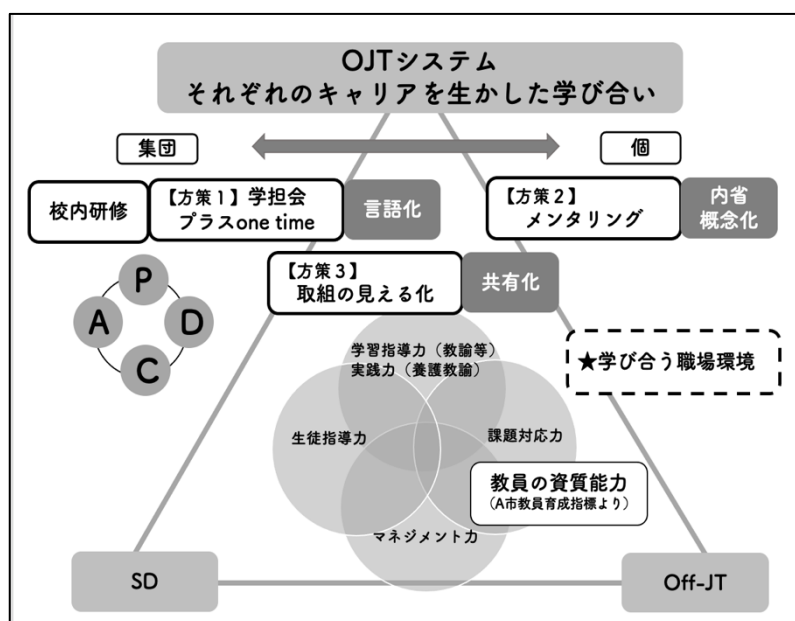 OJTシステム
それぞれのキャリアを生かした学び合い
集団
個
校内研修
【方策１】学担会
プラスone time
言語化
【方策２】
メンタリング
内省
概念化
【方策３】
取組の見える化
共有化
P
A
D
C
★学び合う職場環境
学習指導力（教諭等）
実践力（養護教諭）
生徒指導力
課題対応力
教員の資質能力
（A市教員育成指標より）
マネジメント力
SD
Off-JT